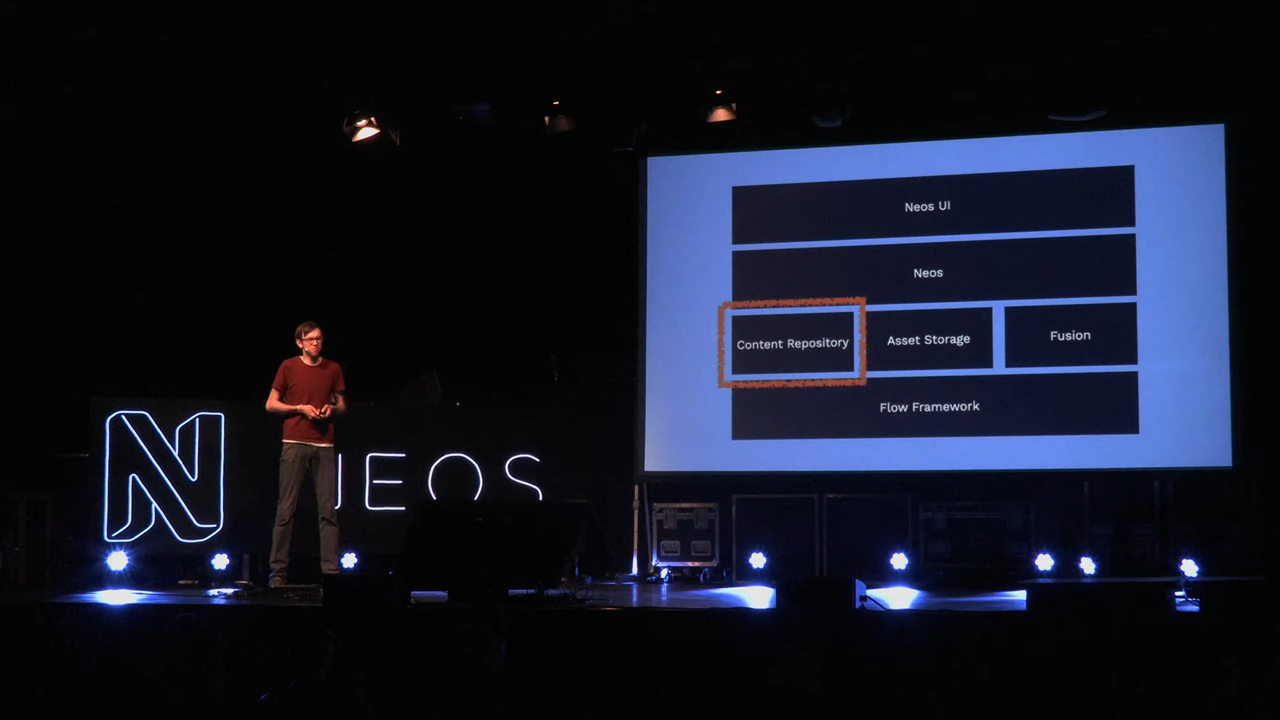 Neos UI
Neos
Content Repository
Asset Storage
Fusion
Flow Framework
NEOS